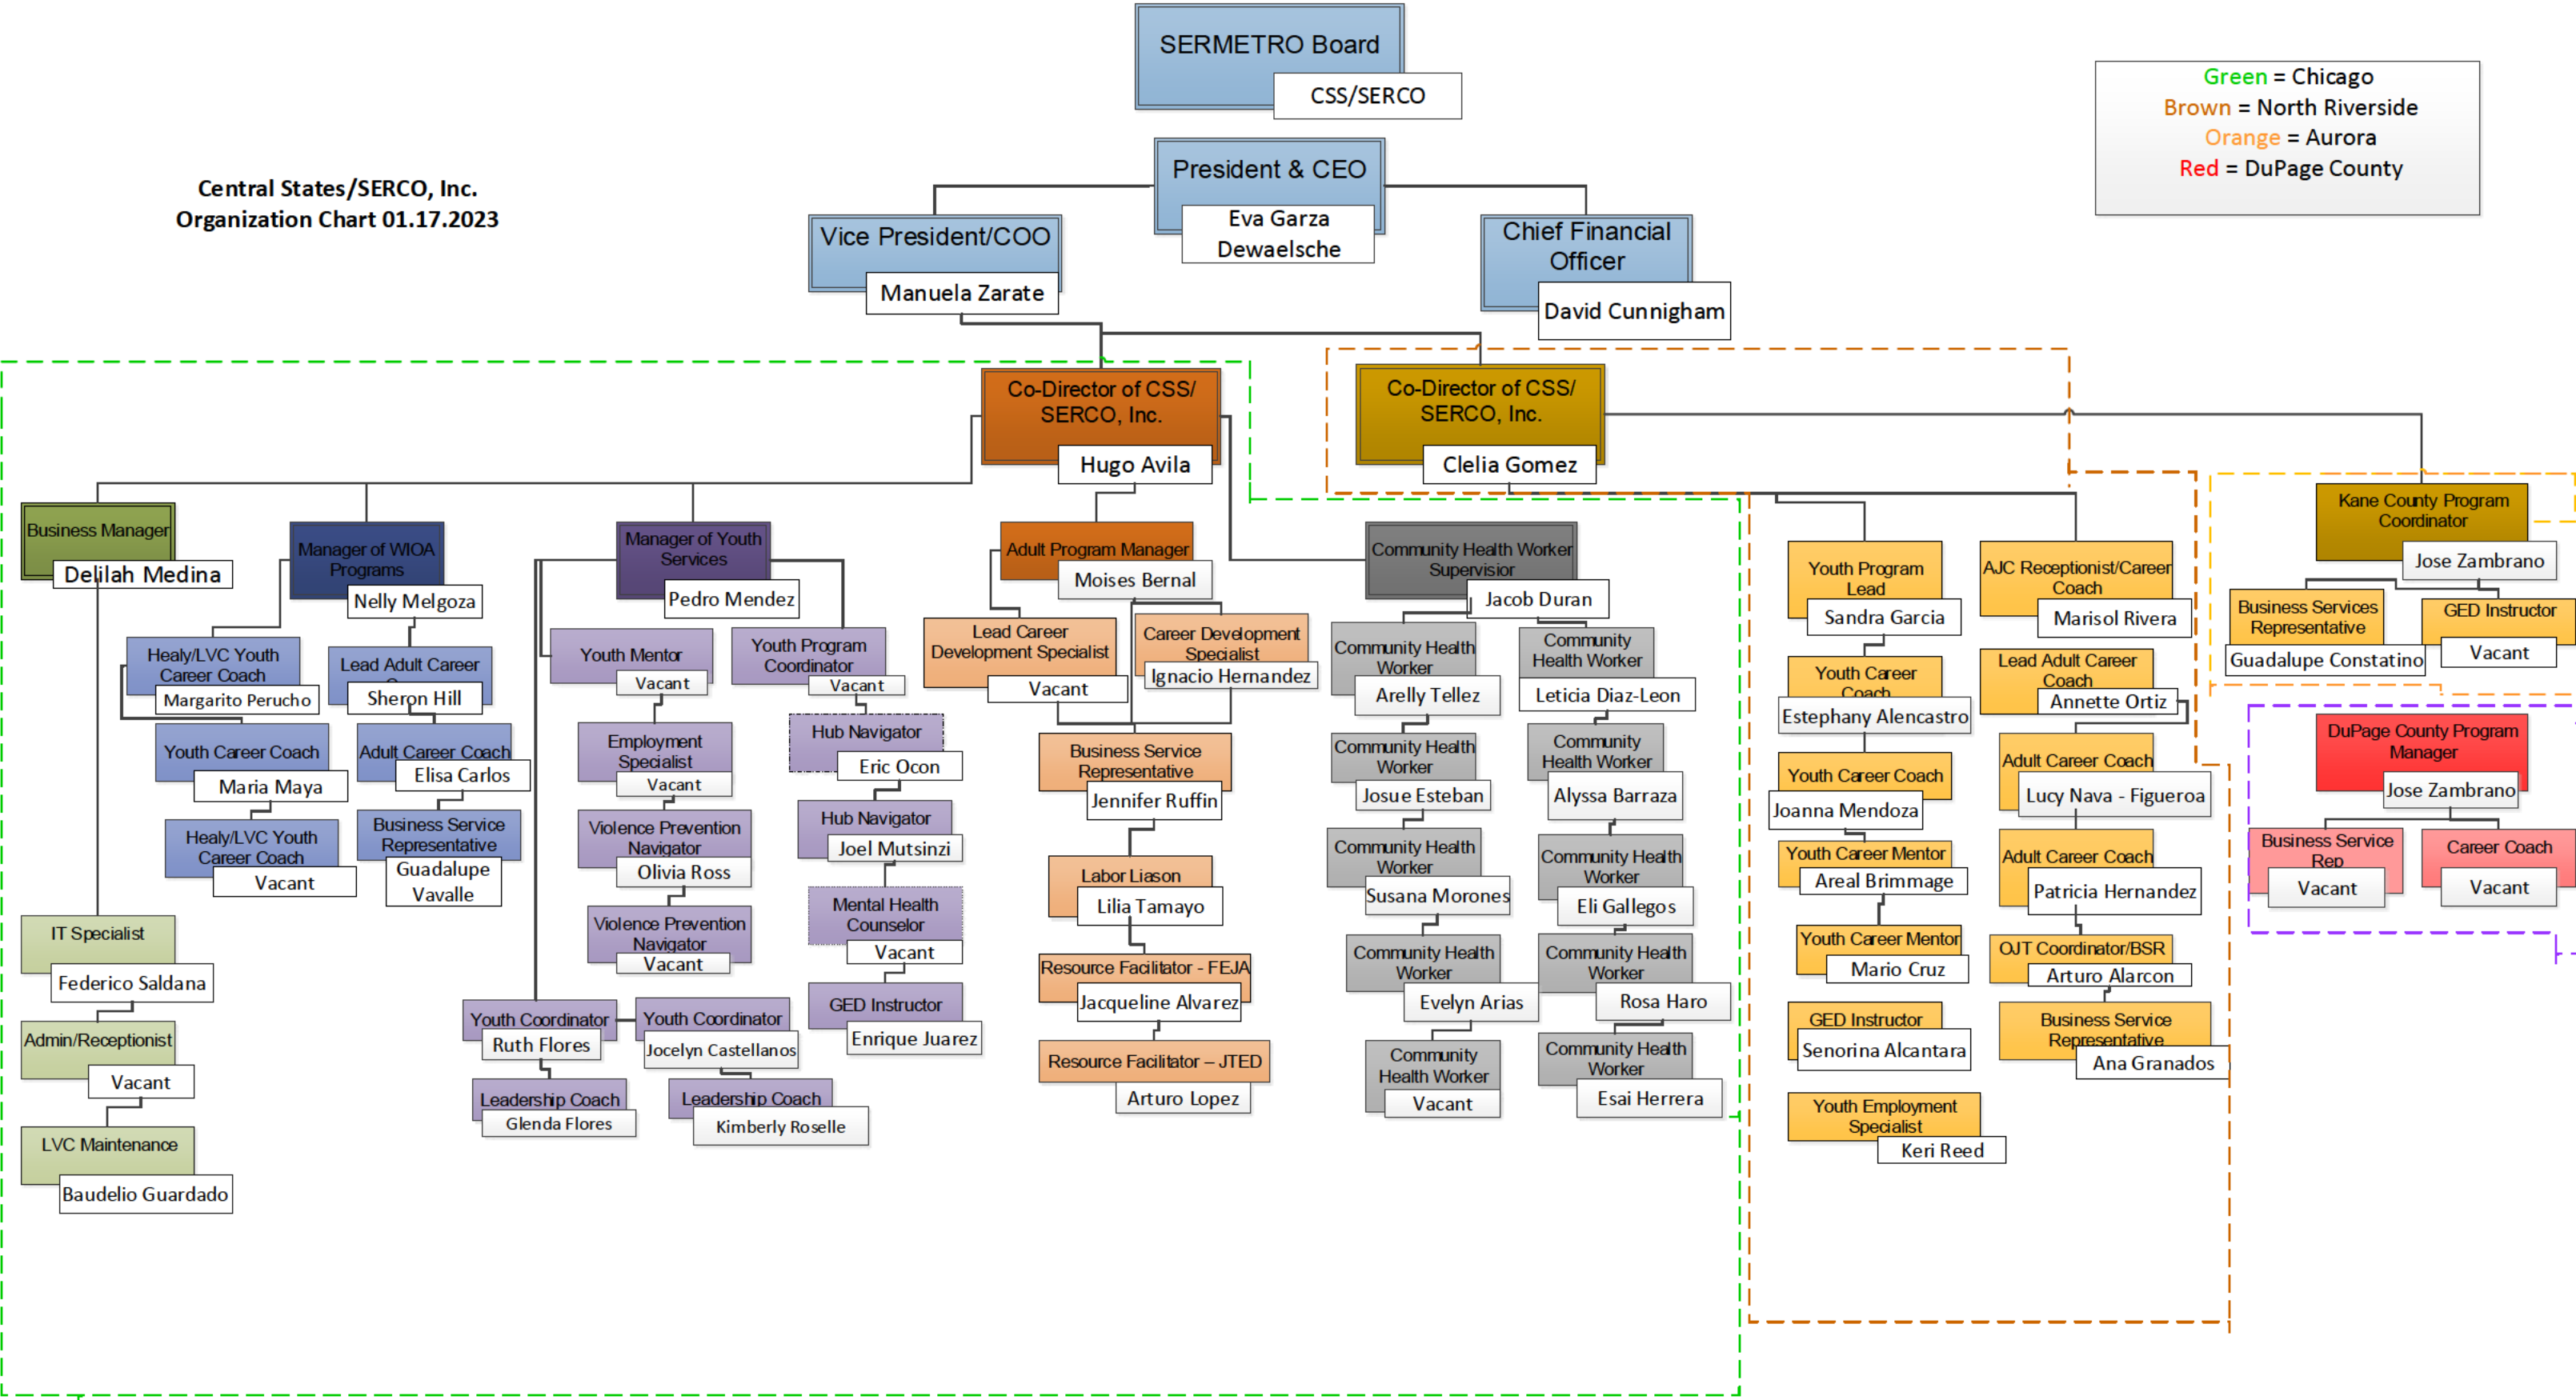 SERMETRO Board
CSS/SERCO
Green = Chicago
Brown = North Riverside
Orange = Aurora
Red = DuPage County
Central States/SERCO, Inc.
Organization Chart 01.17.2023
President & CEO
Eva Garza
Dewaelsche
Vice President/COO
Manuela Zarate
Chief Financial
Officer
David Cunnigham
Co-Director of CSS/
SERCO, Inc.
Hugo Avila
Co-Director of CSS/
SERCO, Inc.
Clelia Gomez
Business Manager
Delilah Medina
IT Specialist
Federico Saldana
Admin/Receptionist
Vacant
LVC Maintenance
Baudelio Guardado
Manager of WIOA
Programs
Nelly Melgoza
Healy/LVC Youth
Career Coach
Margarito Perucho
Youth Career Coach
Maria Maya
Healy/LVC Youth
Career Coach
Vacant
Lead Adult Career
Sheron Hill
Adult Career Coach
Elisa Carlos
Business Service
Representative
Guadalupe
Vavalle
Manager of Youth
Services
Pedro Mendez
Youth Mentor
Vacant
Employment
Specialist
Vacant
Violence Prevention
Navigator
Olivia Ross
Violence Prevention
Navigator
Vacant
Youth Program
Coordinator
Vacant
Hub Navigator
Eric Ocon
Hub Navigator
Joel Mutsinzi
Mental Health
Counselor
Vacant
GED Instructor
Enrique Juarez
Youth Coordinator
Ruth Flores
Leadership Coach
Glenda Flores
Youth Coordinator
Jocelyn Castellanos
Leadership Coach
Kimberly Roselle
Adult Program Manager
Moises Bernal
Lead Career
Development Specialist
Vacant
Career Development
Specialist
Ignacio Hernandez
Business Service
Representative
Jennifer Ruffin
Labor Liason
Lilia Tamayo
Resource Facilitator - FEJA
Jacqueline Alvarez
Resource Facilitator – JTED
Arturo Lopez
Community Health Worker
Supervisior
Jacob Duran
Community Health
Worker
Arelly Tellez
Community Health
Worker
Josue Esteban
Community Health
Worker
Susana Morones
Community Health
Worker
Evelyn Arias
Community
Health Worker
Vacant
Community
Health Worker
Leticia Diaz-Leon
Community
Health Worker
Alyssa Barraza
Community Health
Worker
Eli Gallegos
Community Health
Worker
Rosa Haro
Community Health
Worker
Esai Herrera
Youth Program
Lead
Sandra Garcia
Youth Career
Coach
Estephany Alencastro
Youth Career Coach
Joanna Mendoza
Youth Career Mentor
Areal Brimmage
Youth Career Mentor
Mario Cruz
GED Instructor
Senorina Alcantara
Youth Employment
Specialist
Keri Reed
AJC Receptionist/Career
Coach
Marisol Rivera
Lead Adult Career
Coach
Annette Ortiz
Adult Career Coach
Lucy Nava - Figueroa
Adult Career Coach
Patricia Hernandez
OJT Coordinator/BSR
Arturo Alarcon
Business Service
Representative
Ana Granados
Kane County Program
Coordinator
Jose Zambrano
Business Services
Representative
Guadalupe Constatino
GED Instructor
Vacant
DuPage County Program
Manager
Jose Zambrano
Business Service
Rep
Vacant
Career Coach
Vacant